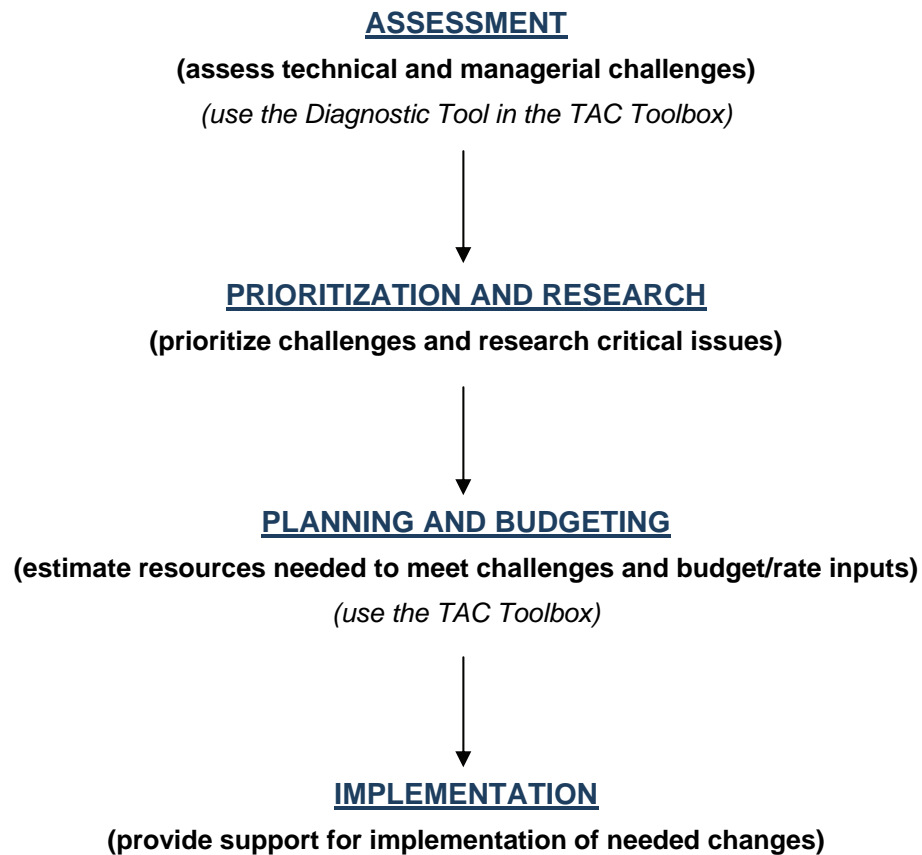 ASSESSMENT
(assess technical and managerial challenges)
(use the Diagnostic Tool in the TAC Toolbox)
PRIORITIZATION AND RESEARCH
(prioritize challenges and research critical issues)
PLANNING AND BUDGETING
(estimate resources needed to meet challenges and budget/rate inputs)
(use the TAC Toolbox)
IMPLEMENTATION
(provide support for implementation of needed changes)